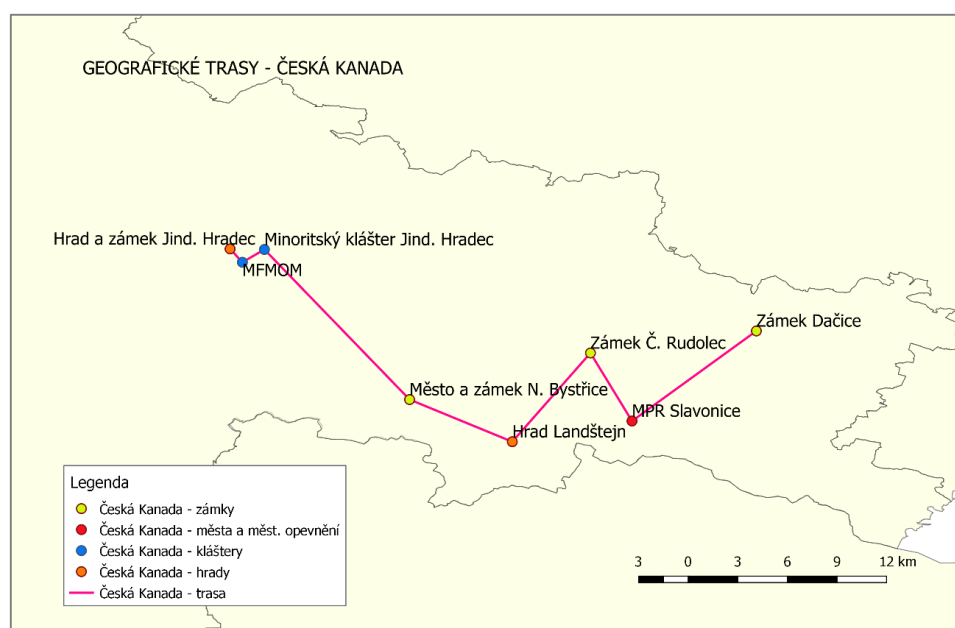 GEOGRAFICKÉ TRASY - ČESKÁ KANADA
Hrad a zámek Jind. Hradec
Minoritský klášter Jind. Hradec
MFMOM
Zámek Dačice
Zámek Č. Rudolec
Město a zámek N. Bystřice
MPR Slavonice
Hrad Landštejn
Legenda
Česká Kanada - zámky
Česká Kanada - města a měst. opevnění
Česká Kanada - kláštery
Česká Kanada - hrady
Česká Kanada - trasa
3 0 3 6 9 12 km